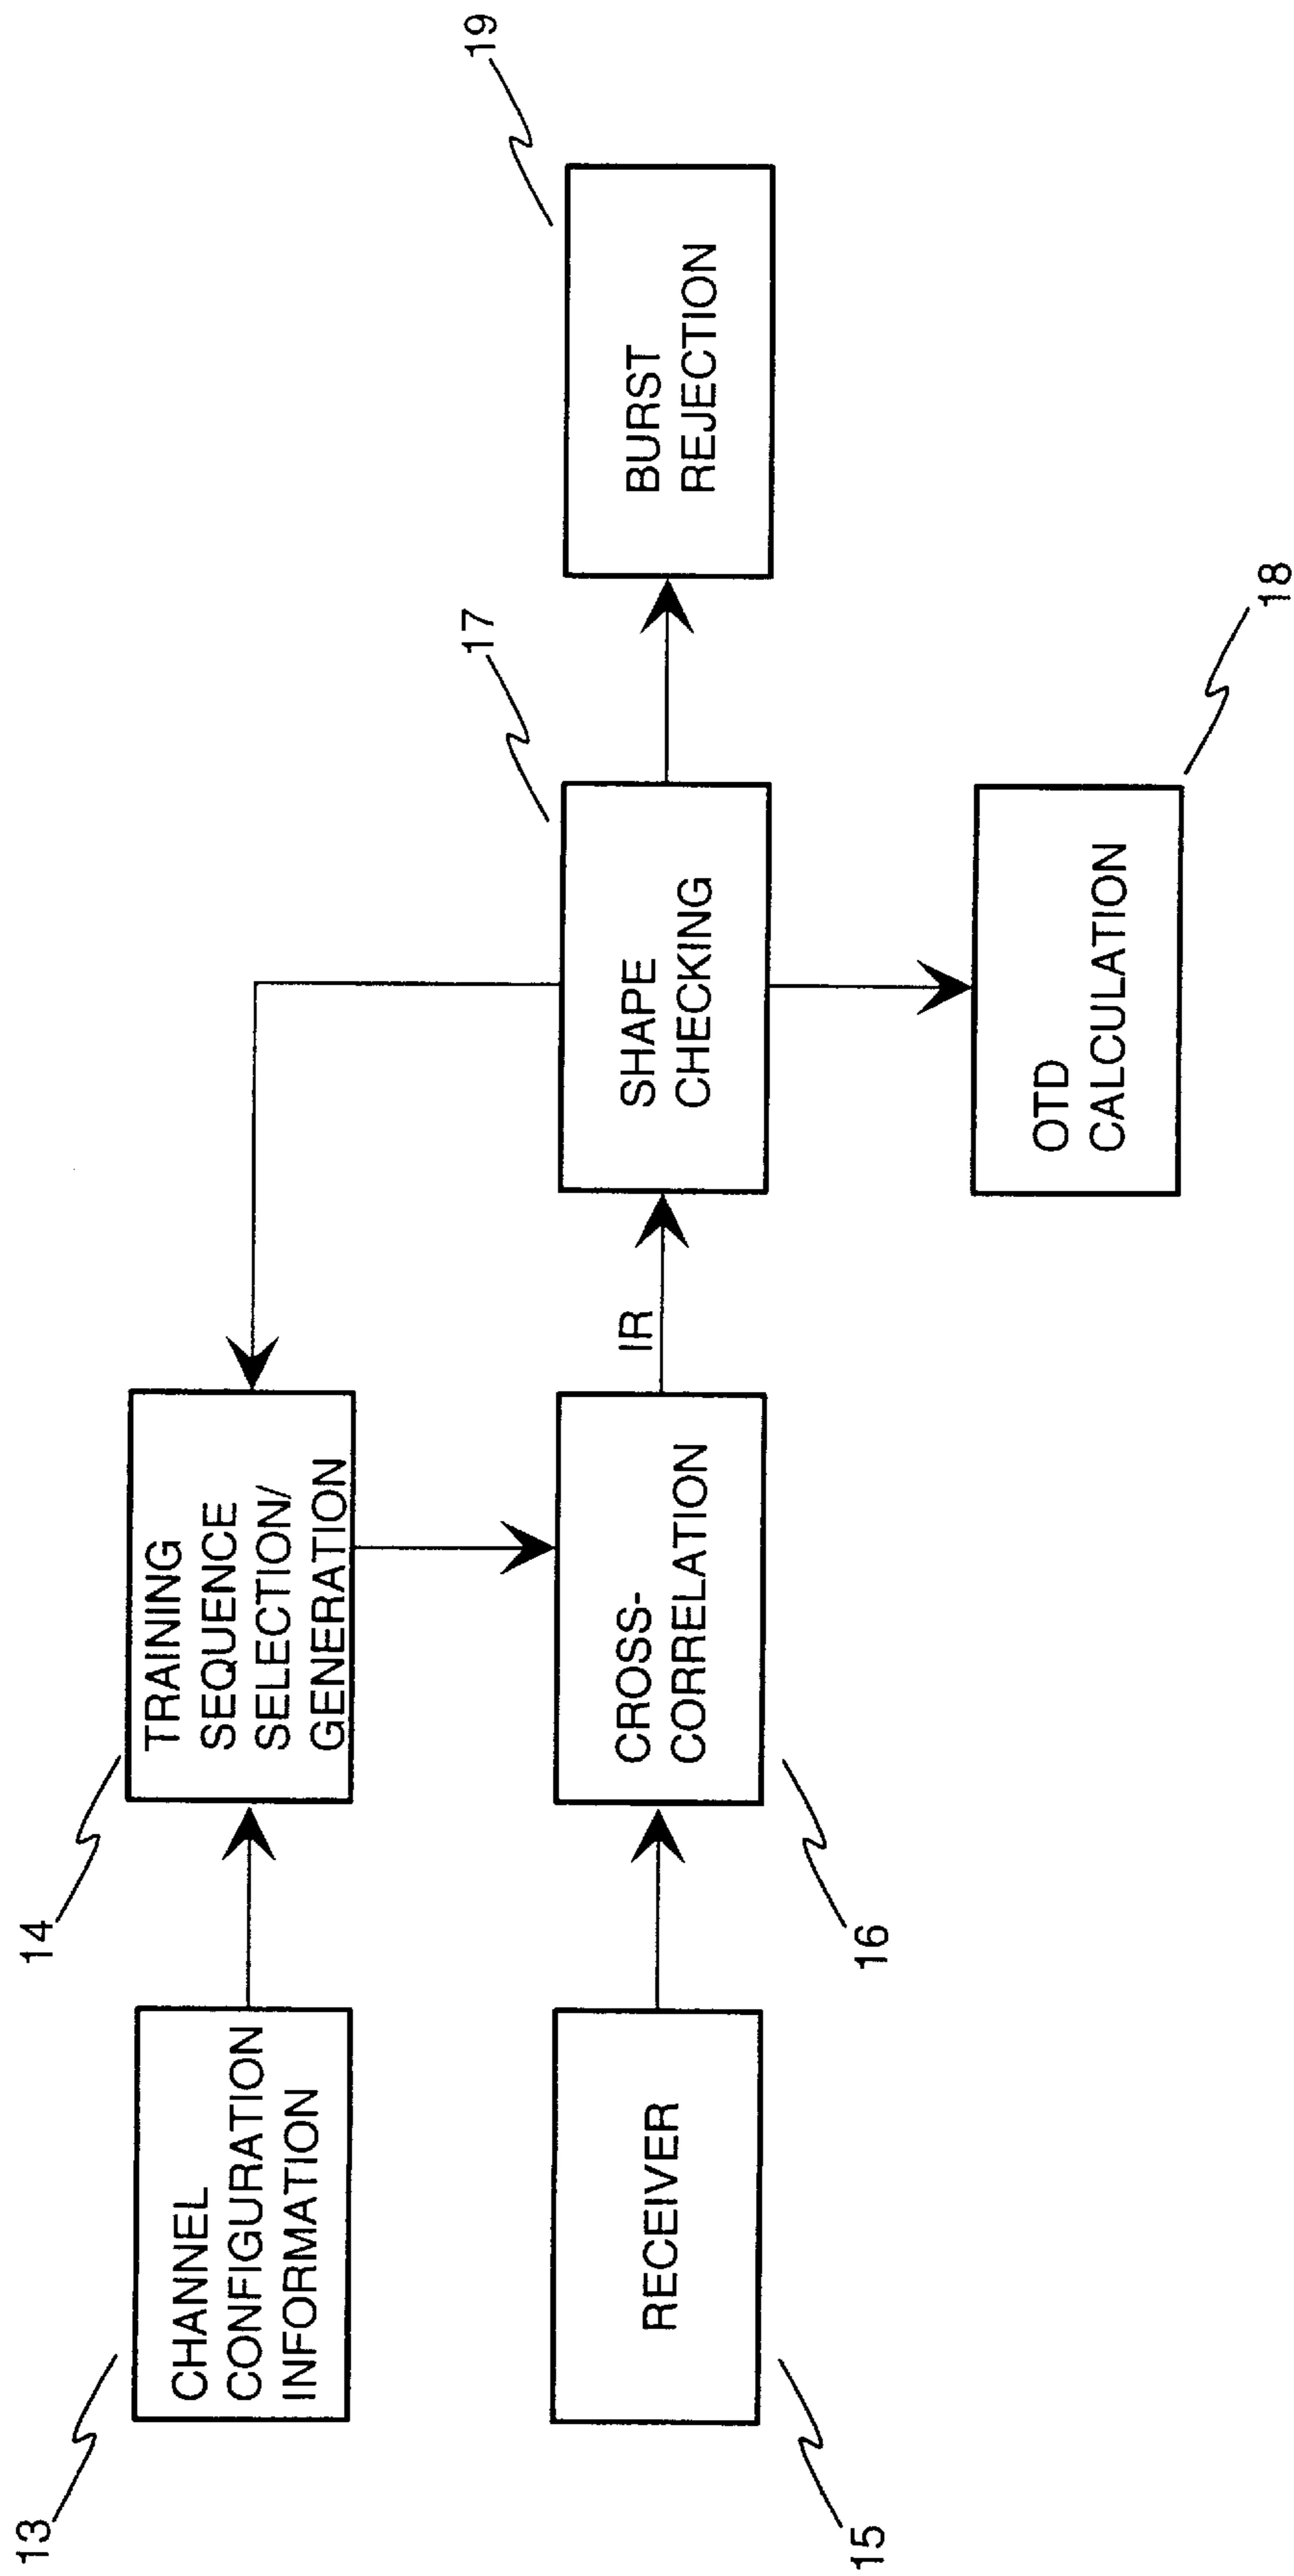 13
CHANNEL
CONFIGURATION
INFORMATION
14
TRAINING
SEQUENCE
SELECTION/
GENERATION
15
RECEIVER
16
CROSS-
CORRELATION
IR
17
SHAPE
CHECKING
18
OTD
CALCULATION
19
BURST
REJECTION